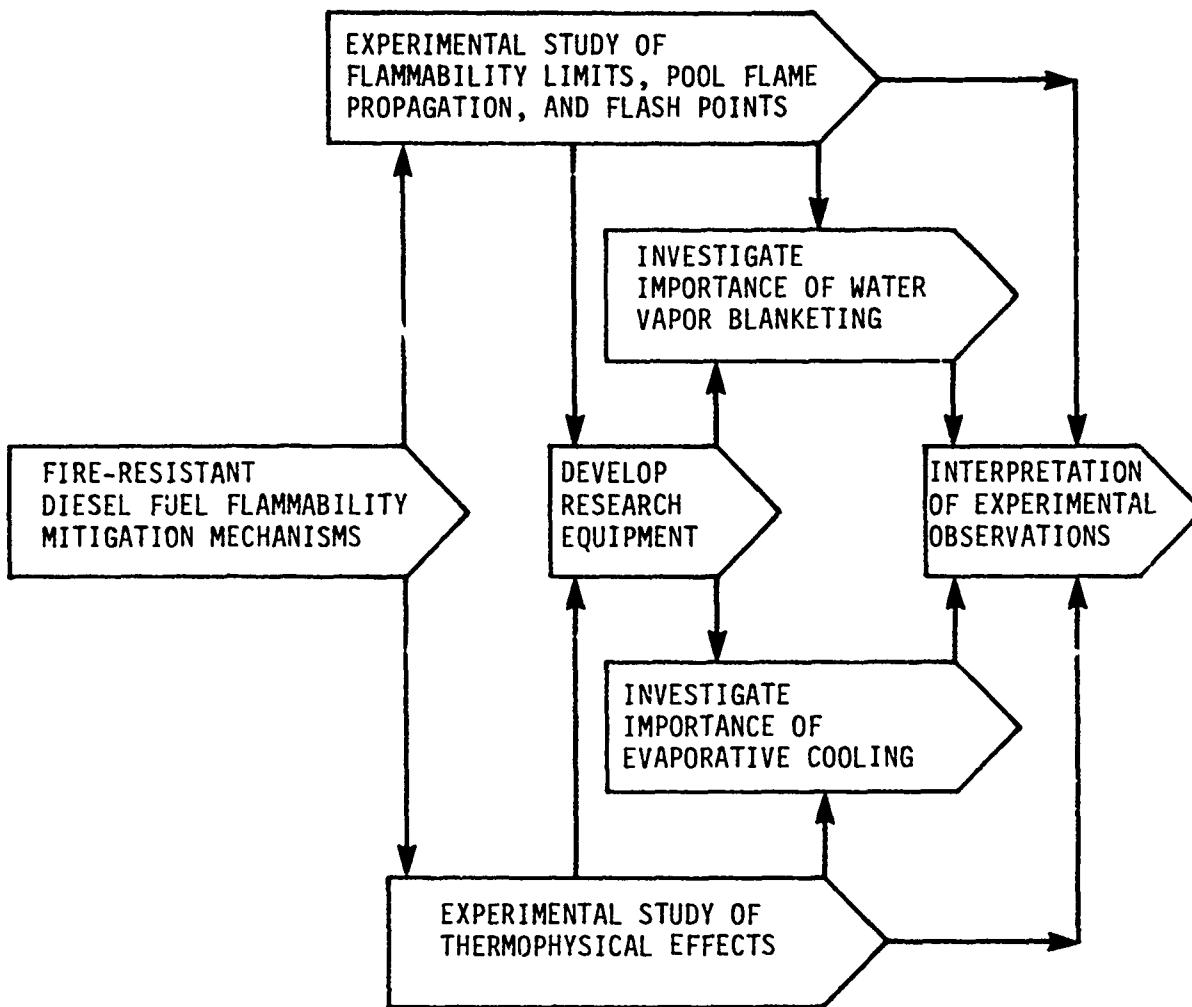 EXPERIMENTAL STUDY OF
FLAMMABILITY LIMITS, POOL FLAME
PROPAGATION, AND FLASH POINTS
INVESTIGATE
IMPORTANCE OF WATER
VAPOR BLANKETING
FIRE-RESISTANT
DIESEL FUEL FLAMMABILITY
MITIGATION MECHANISMS
DEVELOP
RESEARCH
EQUIPMENT
INTERPRETATION
OF EXPERIMENTAL
OBSERVATIONS
INVESTIGATE
IMPORTANCE OF
EVAPORATIVE COOLING
EXPERIMENTAL STUDY OF
THERMOPHYSICAL EFFECTS